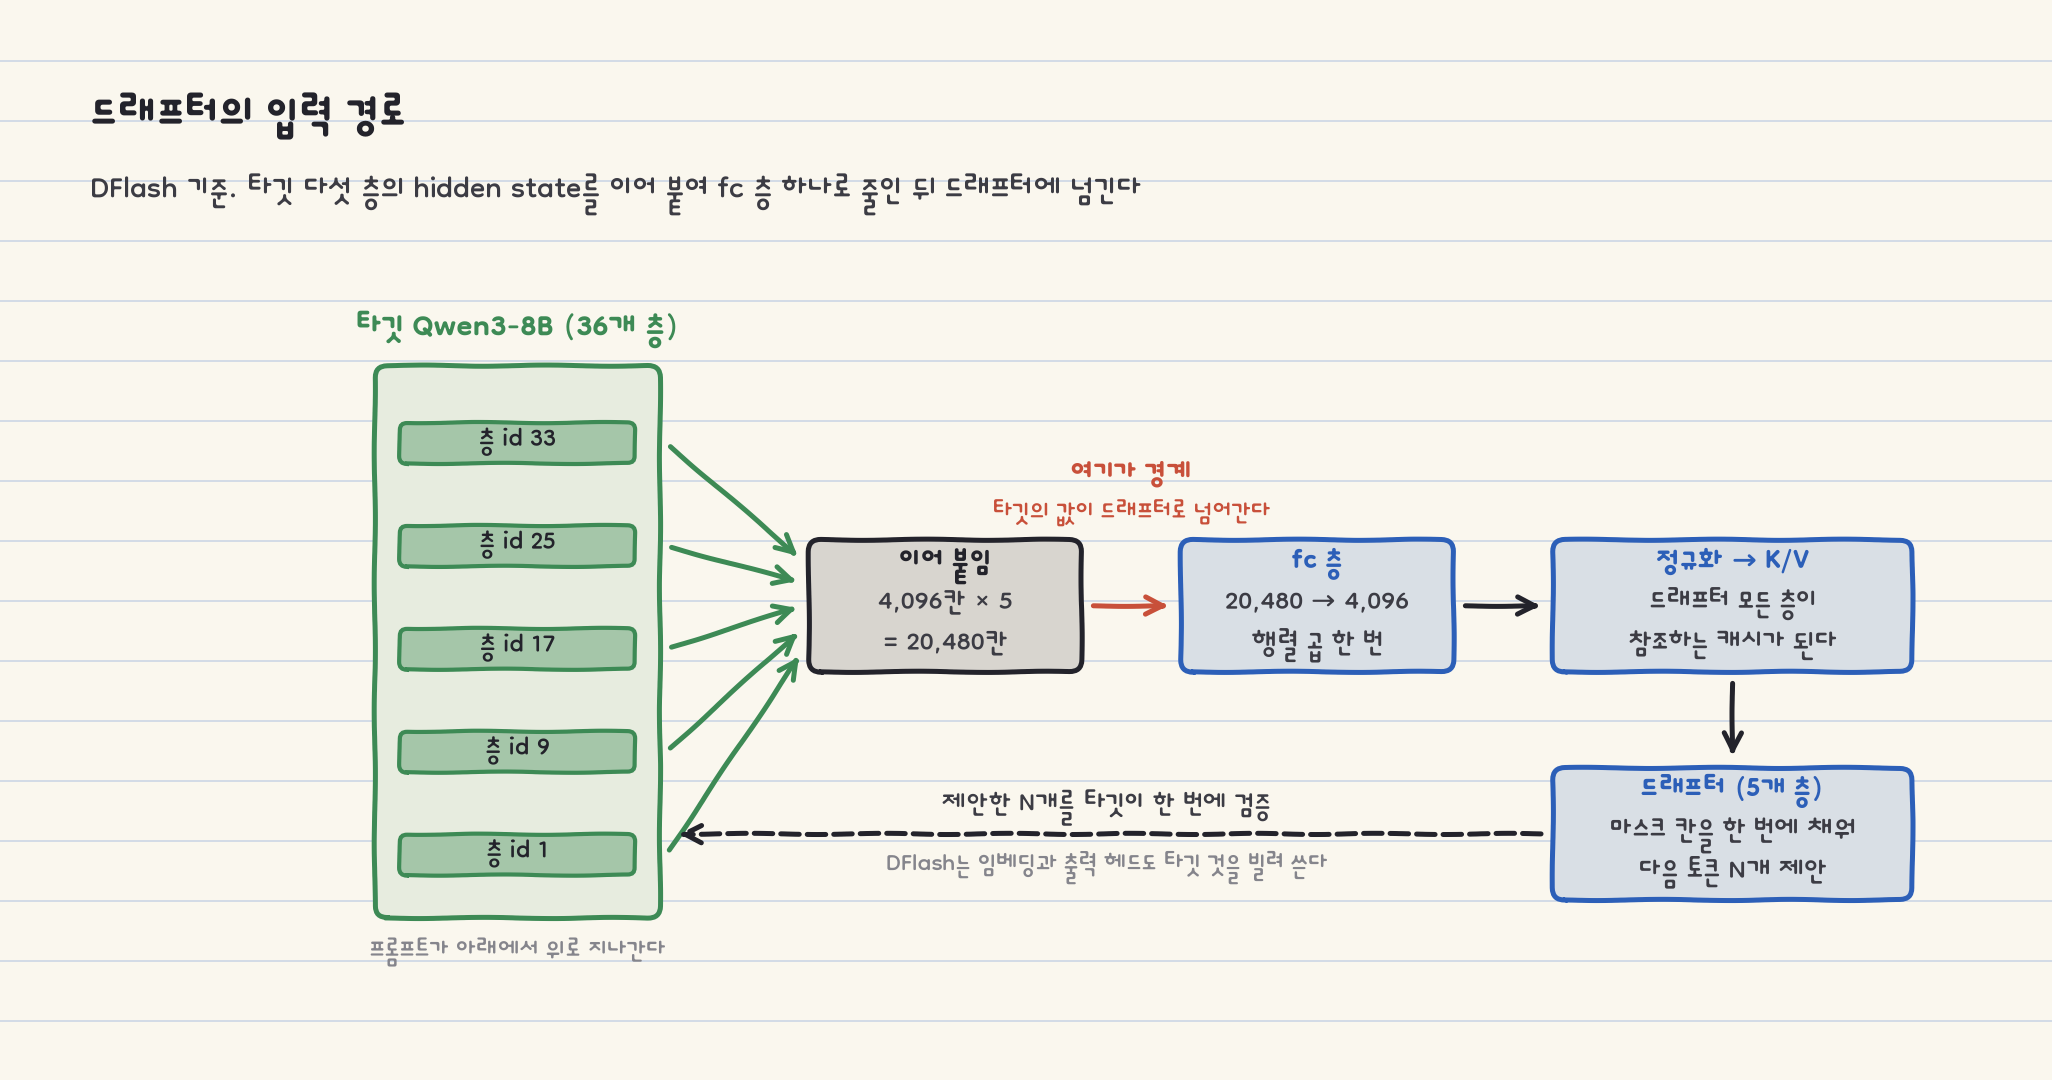 드래프터의 입력 경로
DFlash 기준. 타깃 다섯 층의 hidden state를 이어 붙여 fc 층 하나로 줄인 뒤 드래프터에 넘긴다
타깃 Qwen3-8B (36개 층)
층 id 33
층 id 25
층 id 17
층 id 9
층 id 1
프롬프트가 아래에서 위로 지나간다
여기가 경계
타깃의 값이 드래프터로 넘어간다
이어 붙임
4,096칸 × 5
= 20,480칸
fc 층
20,480 → 4,096
행렬 곱 한 번
정규화 → K/V
드래프터 모든 층이
참조하는 캐시가 된다
드래프터 (5개 층)
마스크 칸을 한 번에 채워
다음 토큰 N개 제안
제안한 N개를 타깃이 한 번에 검증
DFlash는 임베딩과 출력 헤드도 타깃 것을 빌려 쓴다